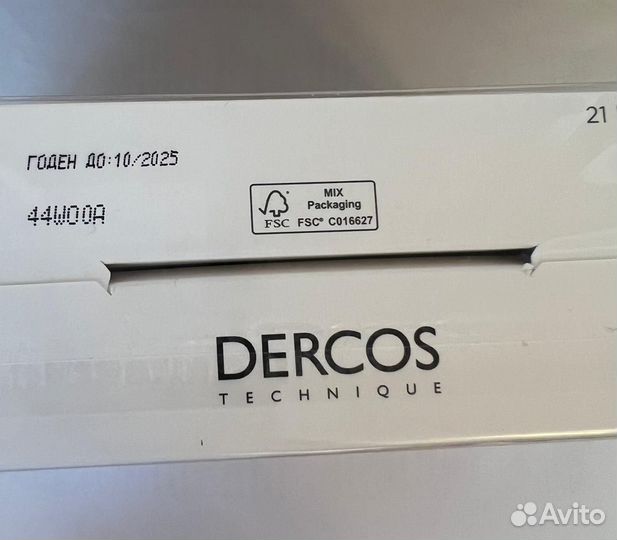 21
ГОДЕН ДО:10/2025
MIX
Packaging
FSC
FSC® C016627
44W00A
DERCOS
TECHNIQUE
Avito